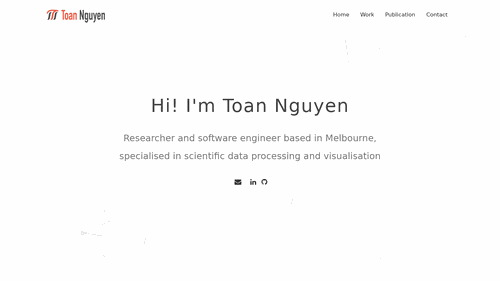 Toan Nguyen
Home Work Publication Contact
Hi! I'm Toan Nguyen
Researcher and software engineer based in Melbourne,
specialised in scientific data processing and visualisation